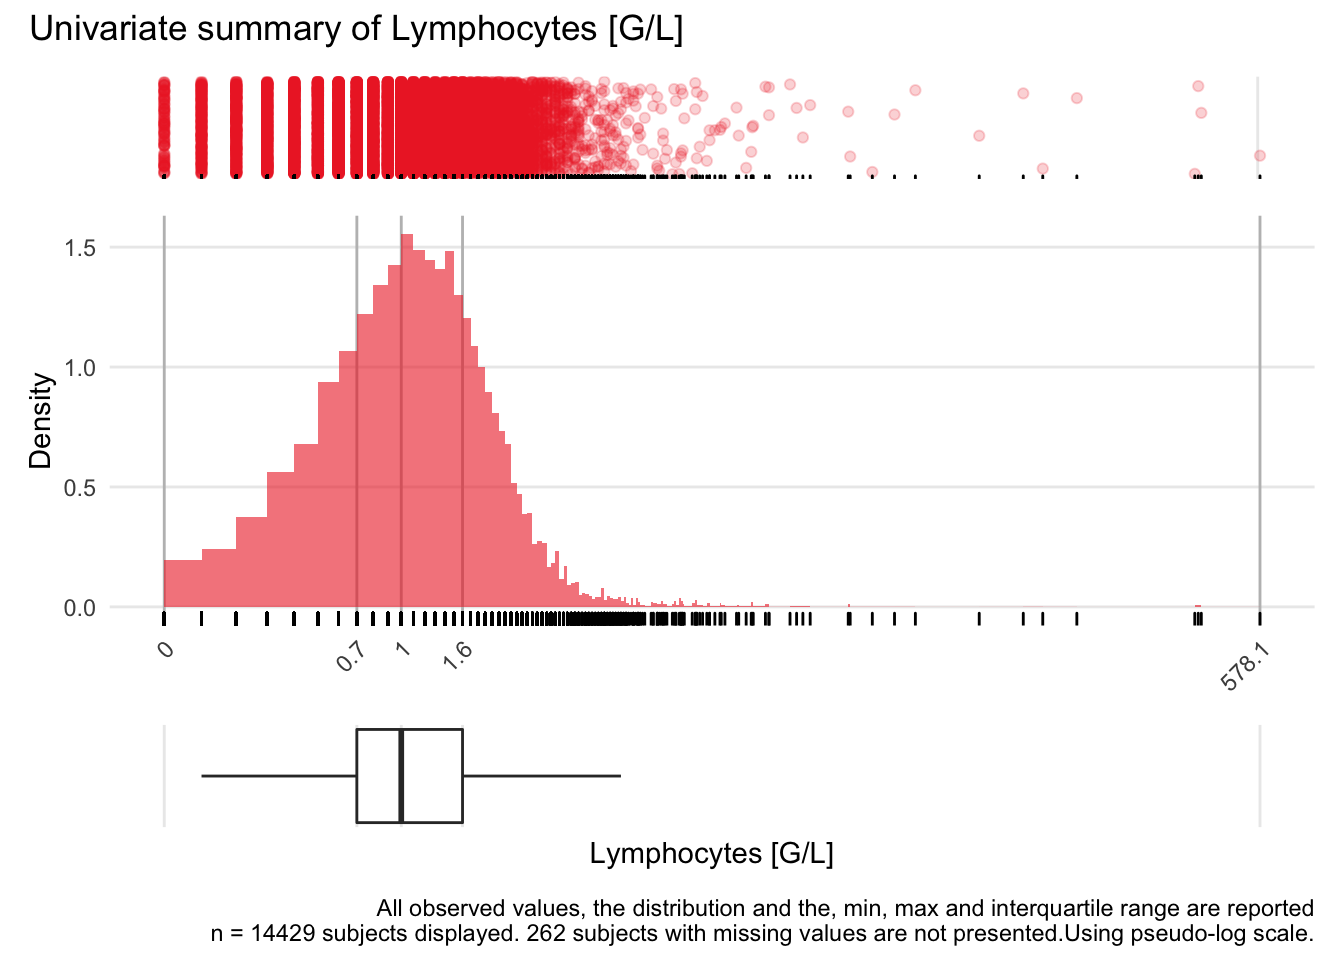 Univariate summary of Lymphocytes [G/L]
1.5
1.0
0.5
0.0
Density
0
0.7
1
1.6
578.1
Lymphocytes [G/L]
All observed values, the distribution and the, min, max and interquartile range are reported
n = 14429 subjects displayed. 262 subjects with missing values are not presented.Using pseudo-log scale.